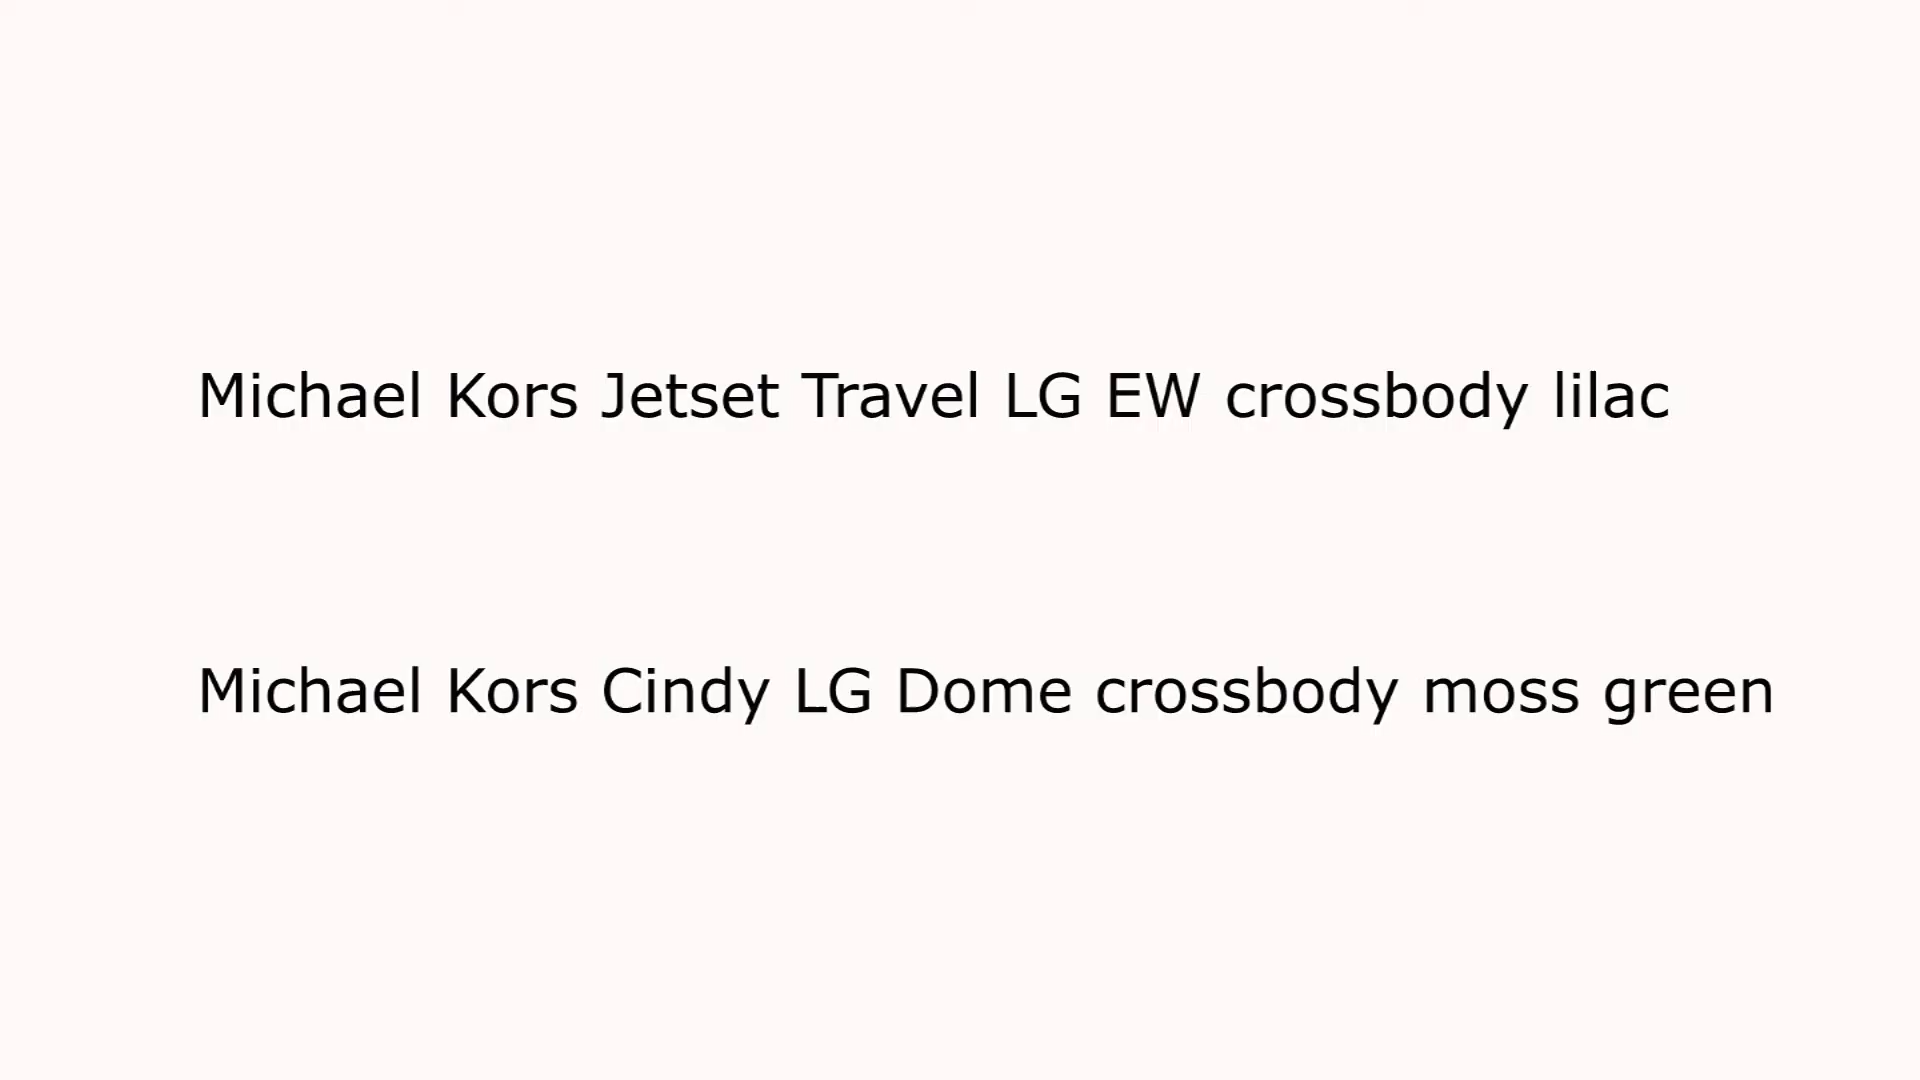 Michael Kors Jetset Travel LG EW crossbody lilac
Michael Kors Cindy LG Dome crossbody moss green